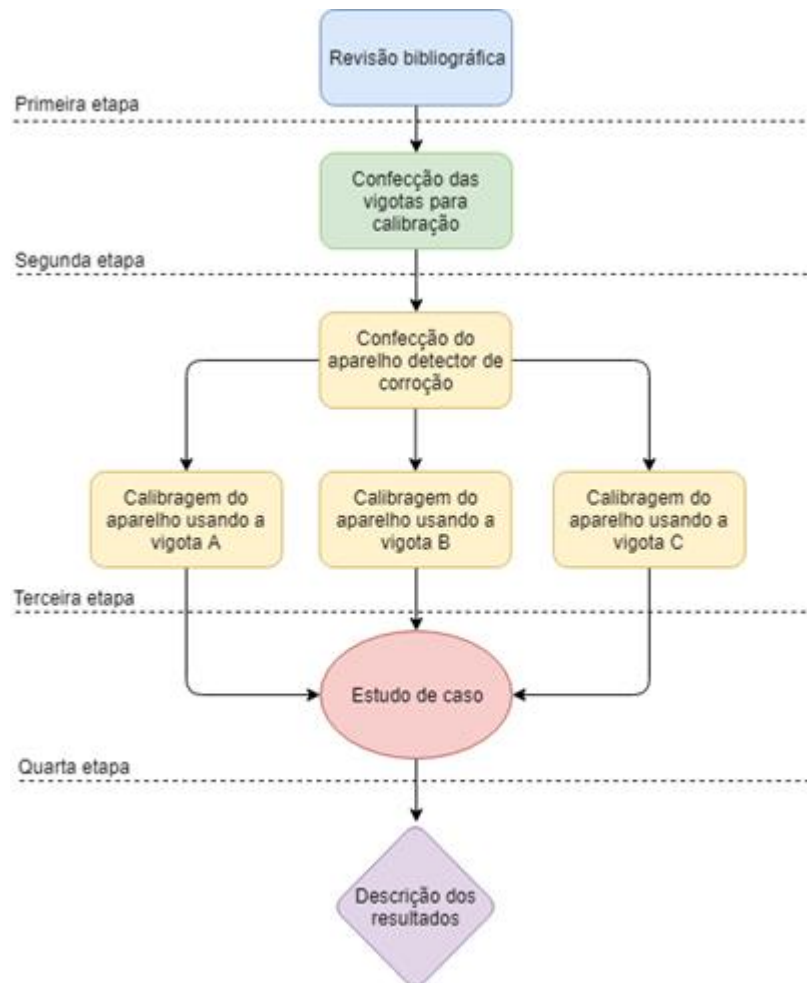 Revisão bibliográfica
Primeira etapa
Confecção das
vigotas para
calibração
Segunda etapa
Confecção do
aparelho detector de
corroção
Calibragem do
aparelho usando a
vigota A
Calibragem do
aparelho usando a
vigota B
Calibragem do
aparelho usando a
vigota C
Terceira etapa
Estudo de caso
Quarta etapa
Descrição dos
resultados